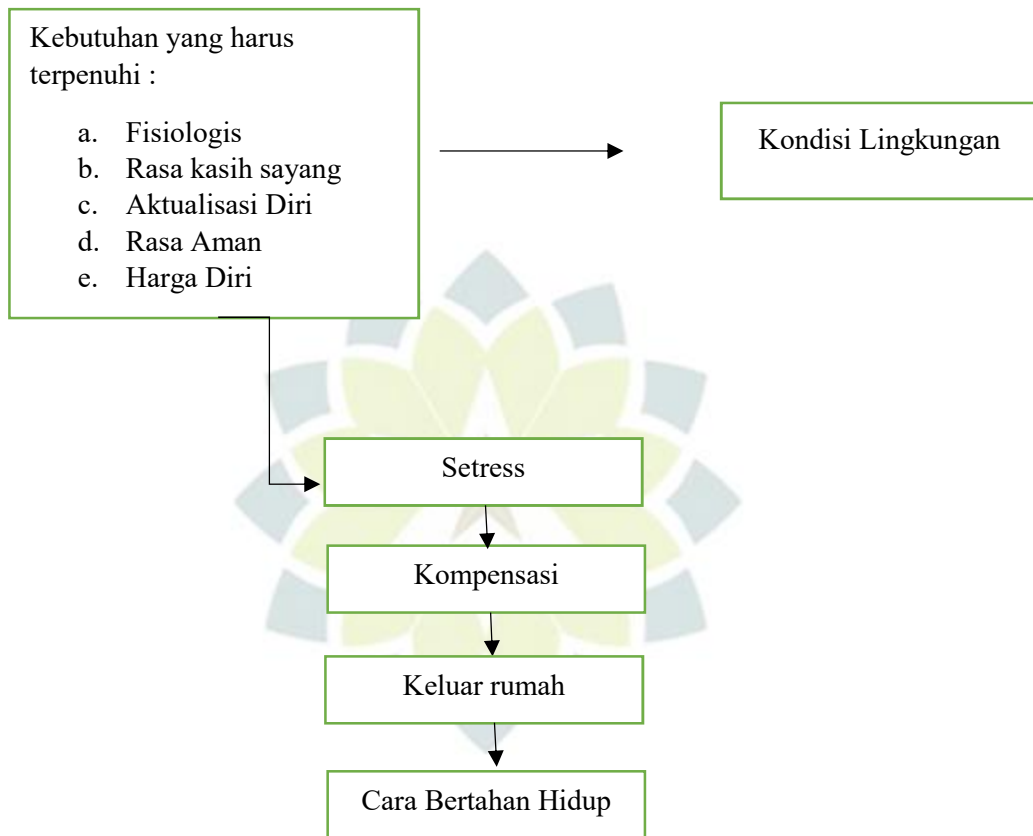 Kebutuhan yang harus
terpenuhi :
a. Fisiologis
b. Rasa kasih sayang
c. Aktualisasi Diri
d. Rasa Aman
e. Harga Diri
Kondisi Lingkungan
Setress
Kompensasi
Keluar rumah
Cara Bertahan Hidup